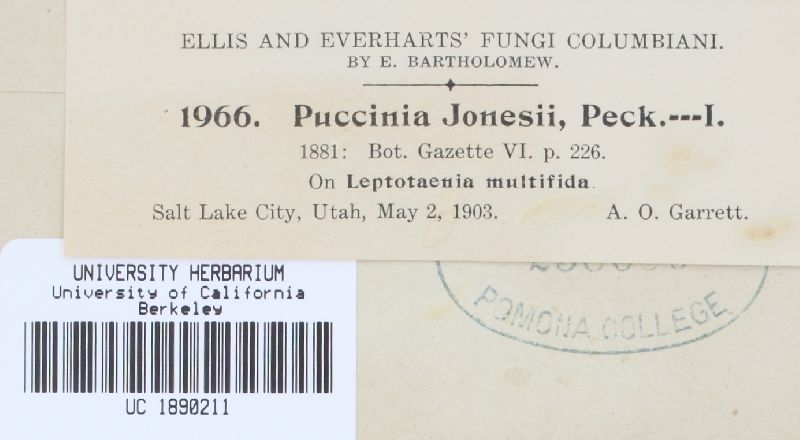 ELLIS AND EVERHARTS' FUNGI COLUMBIANI.
BY E. BARTHOLOMEW.
1966. Puccinia Jonesii, Peck.---I.
1881: Bot. Gazette VI. p. 226.
On Leptotaenia multifida.
Salt Lake City, Utah, May 2, 1903. A. O. Garrett.
UNIVERSITY HERBARIUM
University of California
Berkeley
UC 1890211
POMONA COLLEGE